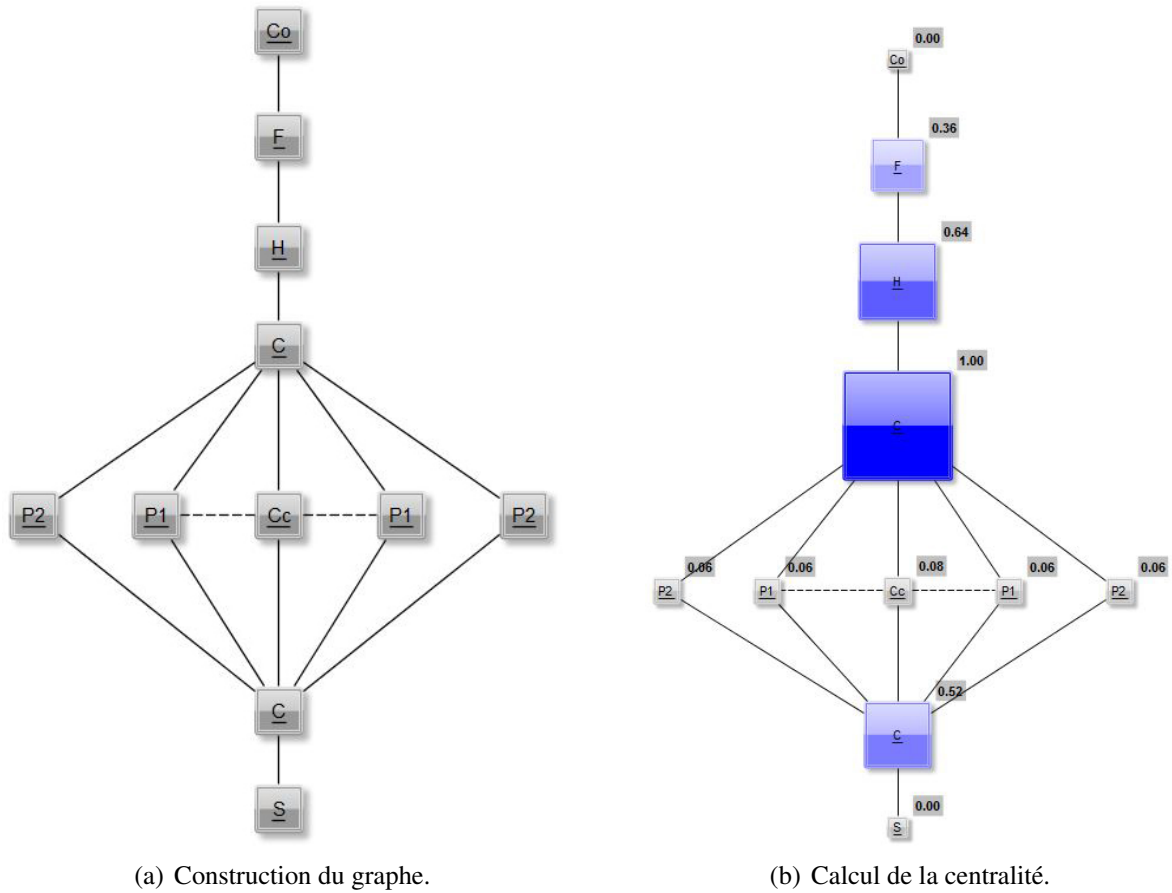 Co
F
H
C
P2 P1 Cc P1 P2
C
S
(a) Construction du graphe.
0.00
Co
0.36
F
0.64
H
1.00
C
0.06 0.06 0.08 0.06 0.06
P2 P1 Cc P1 P2
0.52
C
0.00
S
(b) Calcul de la centralité.